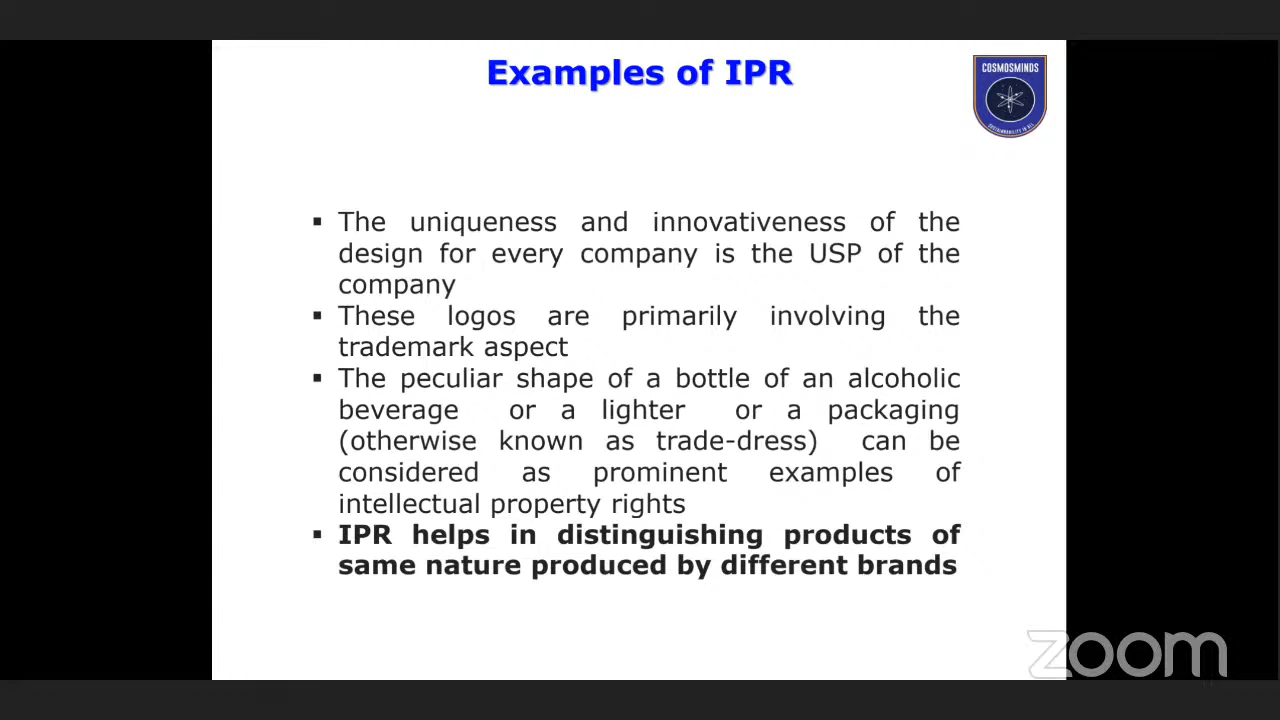 Examples of IPR
COSMOSMINDS
▪ The uniqueness and innovativeness of the
design for every company is the USP of the
company
▪ These logos are primarily involving the
trademark aspect
▪ The peculiar shape of a bottle of an alcoholic
beverage or a lighter or a packaging
(otherwise known as trade-dress) can be
considered as prominent examples of
intellectual property rights
▪ IPR helps in distinguishing products of
same nature produced by different brands
zoom